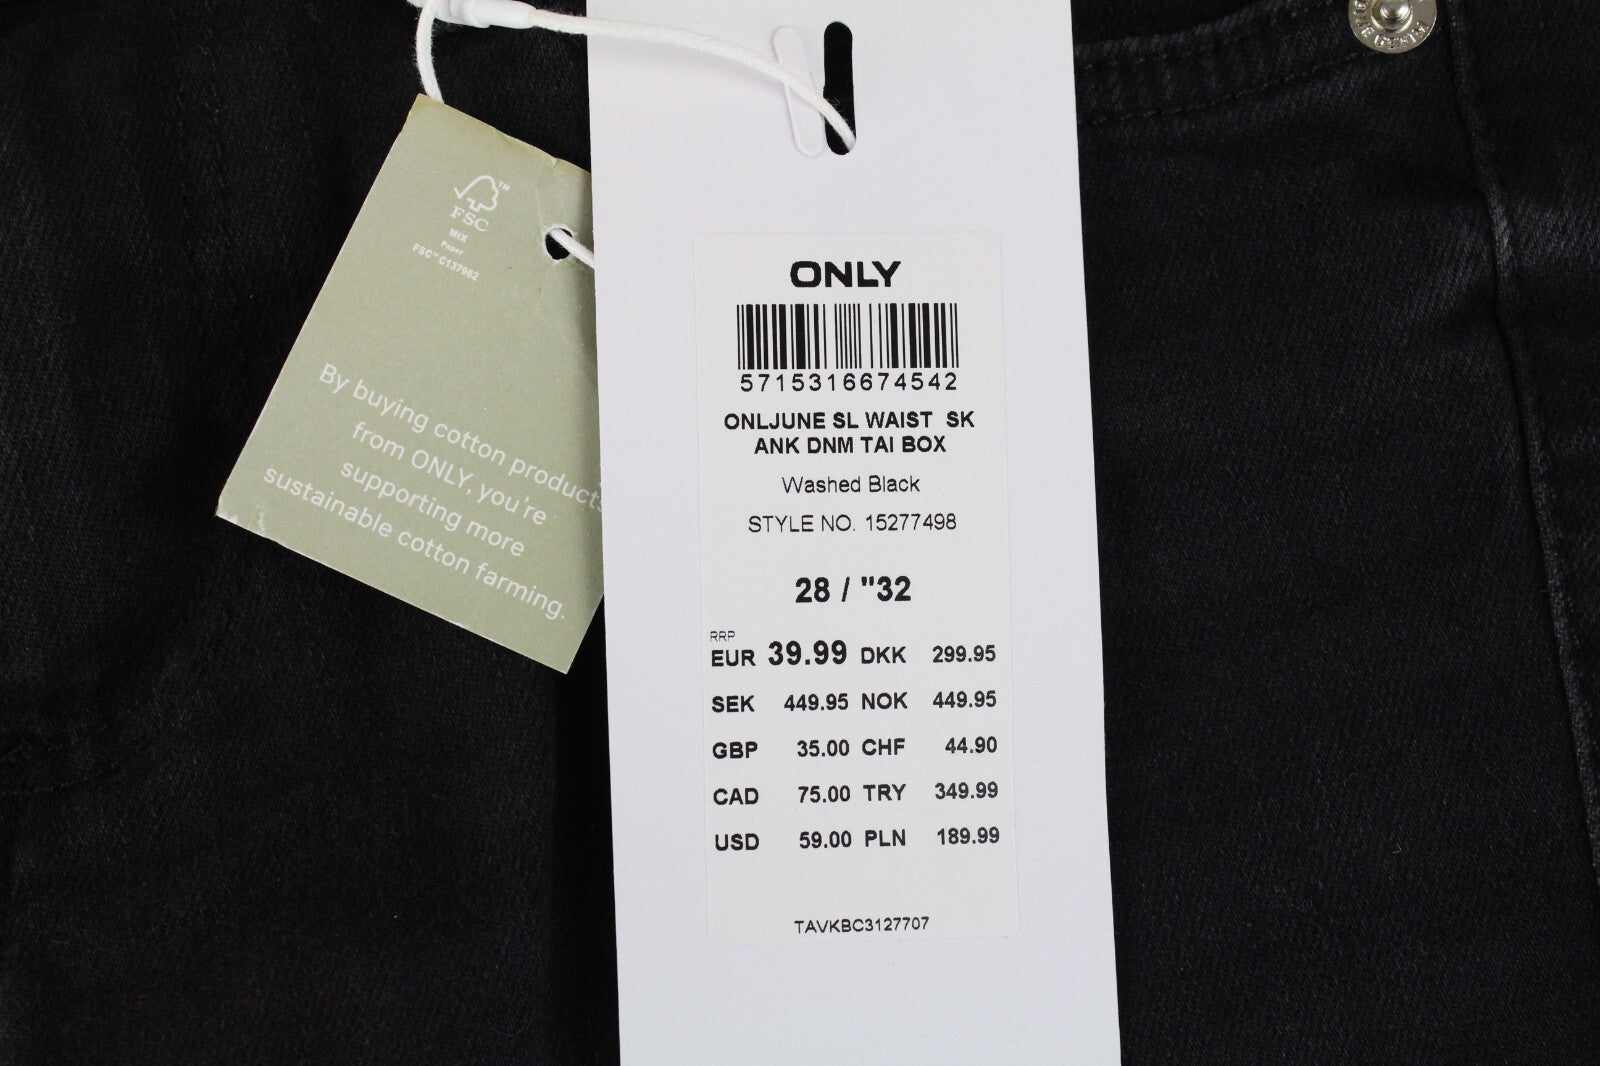 FSC™
MIX
Paper
FSC™ C137962
By buying cotton products
from ONLY, you're
supporting more
sustainable cotton farming.
ONLY
5715316674542
ONLJUNE SL WAIST SK
ANK DNM TAI BOX
Washed Black
STYLE NO. 15277498
28 / "32
RRP
EUR 39.99 DKK 299.95
SEK 449.95 NOK 449.95
GBP 35.00 CHF 44.90
CAD 75.00 TRY 349.99
USD 59.00 PLN 189.99
TAVKBC3127707